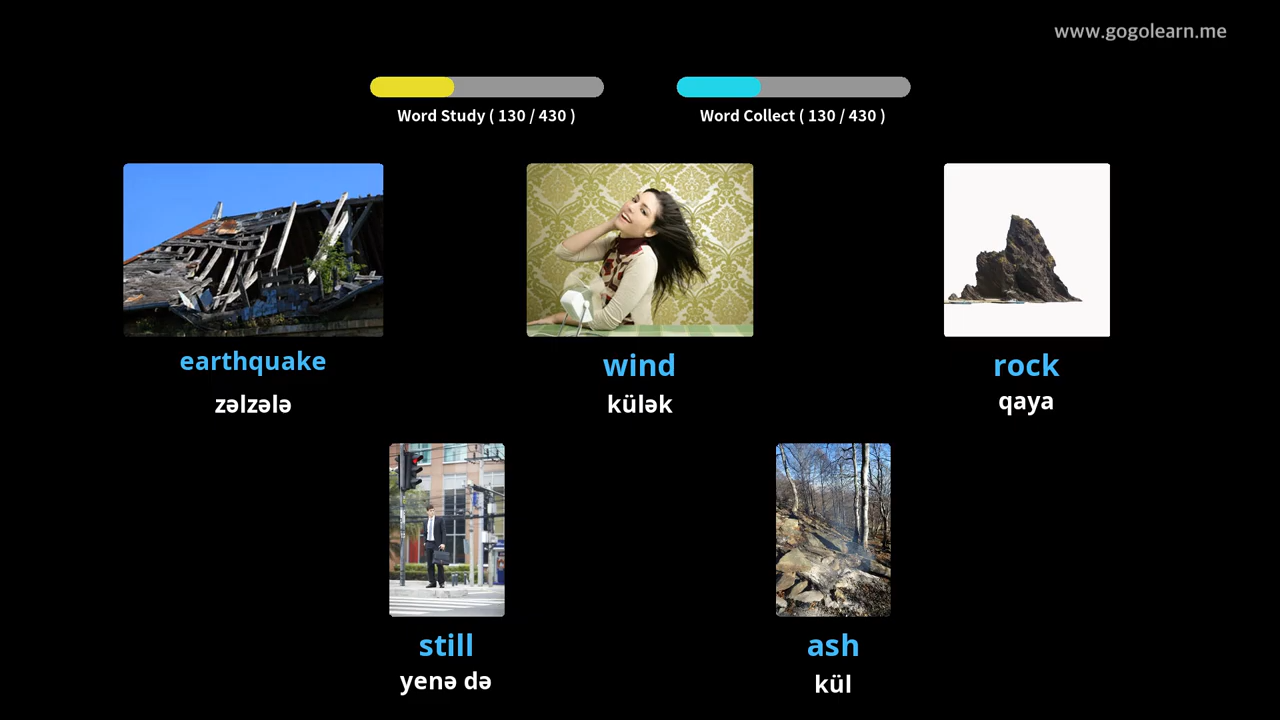 www.gogolearn.me
Word Study ( 130 / 430 )
Word Collect ( 130 / 430 )
earthquake
zəlzələ
wind
külək
rock
qaya
still
yenə də
ash
kül